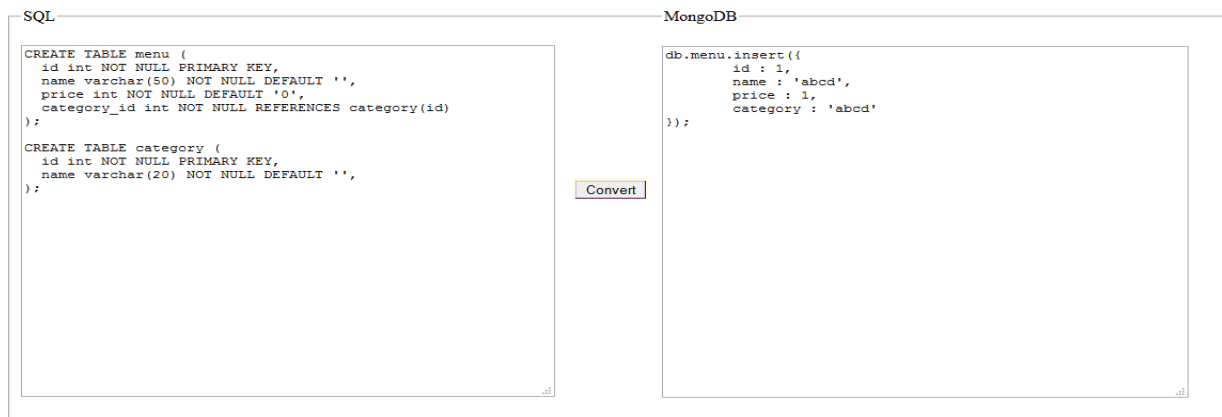 SQL
CREATE TABLE menu (
  id int NOT NULL PRIMARY KEY,
  name varchar(50) NOT NULL DEFAULT '',
  price int NOT NULL DEFAULT '0',
  category_id int NOT NULL REFERENCES category(id)
);
CREATE TABLE category (
  id int NOT NULL PRIMARY KEY,
  name varchar(20) NOT NULL DEFAULT '',
);
Convert
MongoDB
db.menu.insert({
        id : 1,
        name : 'abcd',
        price : 1,
        category : 'abcd'
});